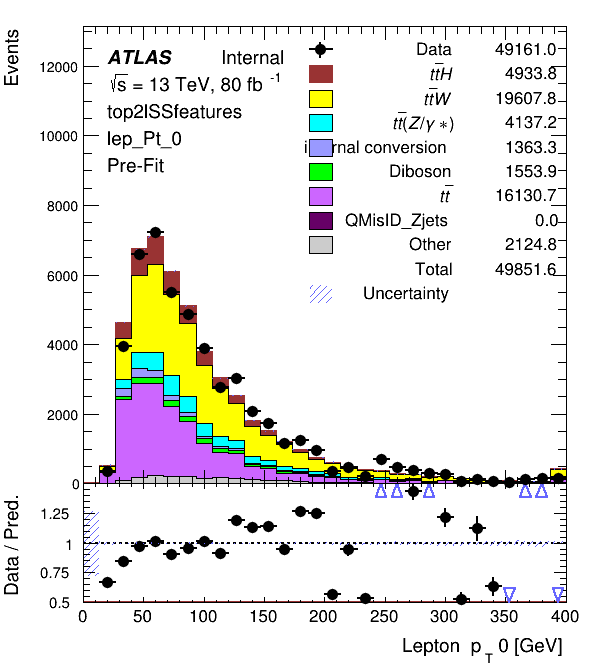 Events
ATLAS Internal
√s = 13 TeV, 80 fb -1
top2lSSfeatures
lep_Pt_0
Pre-Fit
Data 49161.0
tt̅H 4933.8
tt̅W 19607.8
tt̅(Z/γ*) 4137.2
internal conversion 1363.3
Diboson 1553.9
tt̅ 16130.7
QMisID_Zjets 0.0
Other 2124.8
Total 49851.6
Uncertainty
12000
10000
8000
6000
4000
2000
0
Data / Pred.
1.25
1
0.75
0.5
0 50 100 150 200 250 300 350 400
Lepton p_T 0 [GeV]